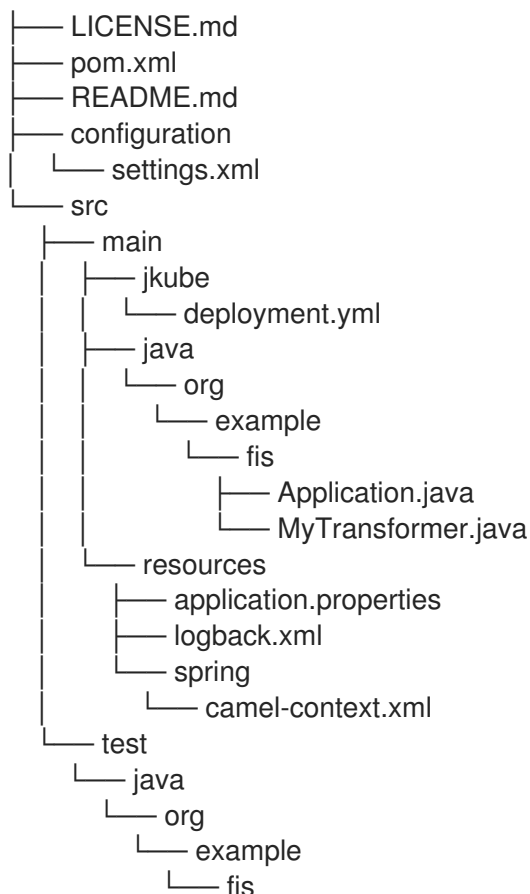 ├── LICENSE.md
├── pom.xml
├── README.md
├── configuration
│   └── settings.xml
└── src
    ├── main
    │   ├── jkube
    │   │   └── deployment.yml
    │   ├── java
    │   │   └── org
    │   │       └── example
    │   │           └── fis
    │   │               ├── Application.java
    │   │               └── MyTransformer.java
    │   └── resources
    │       ├── application.properties
    │       ├── logback.xml
    │       └── spring
    │           └── camel-context.xml
    └── test
        └── java
            └── org
                └── example
                    └── fis